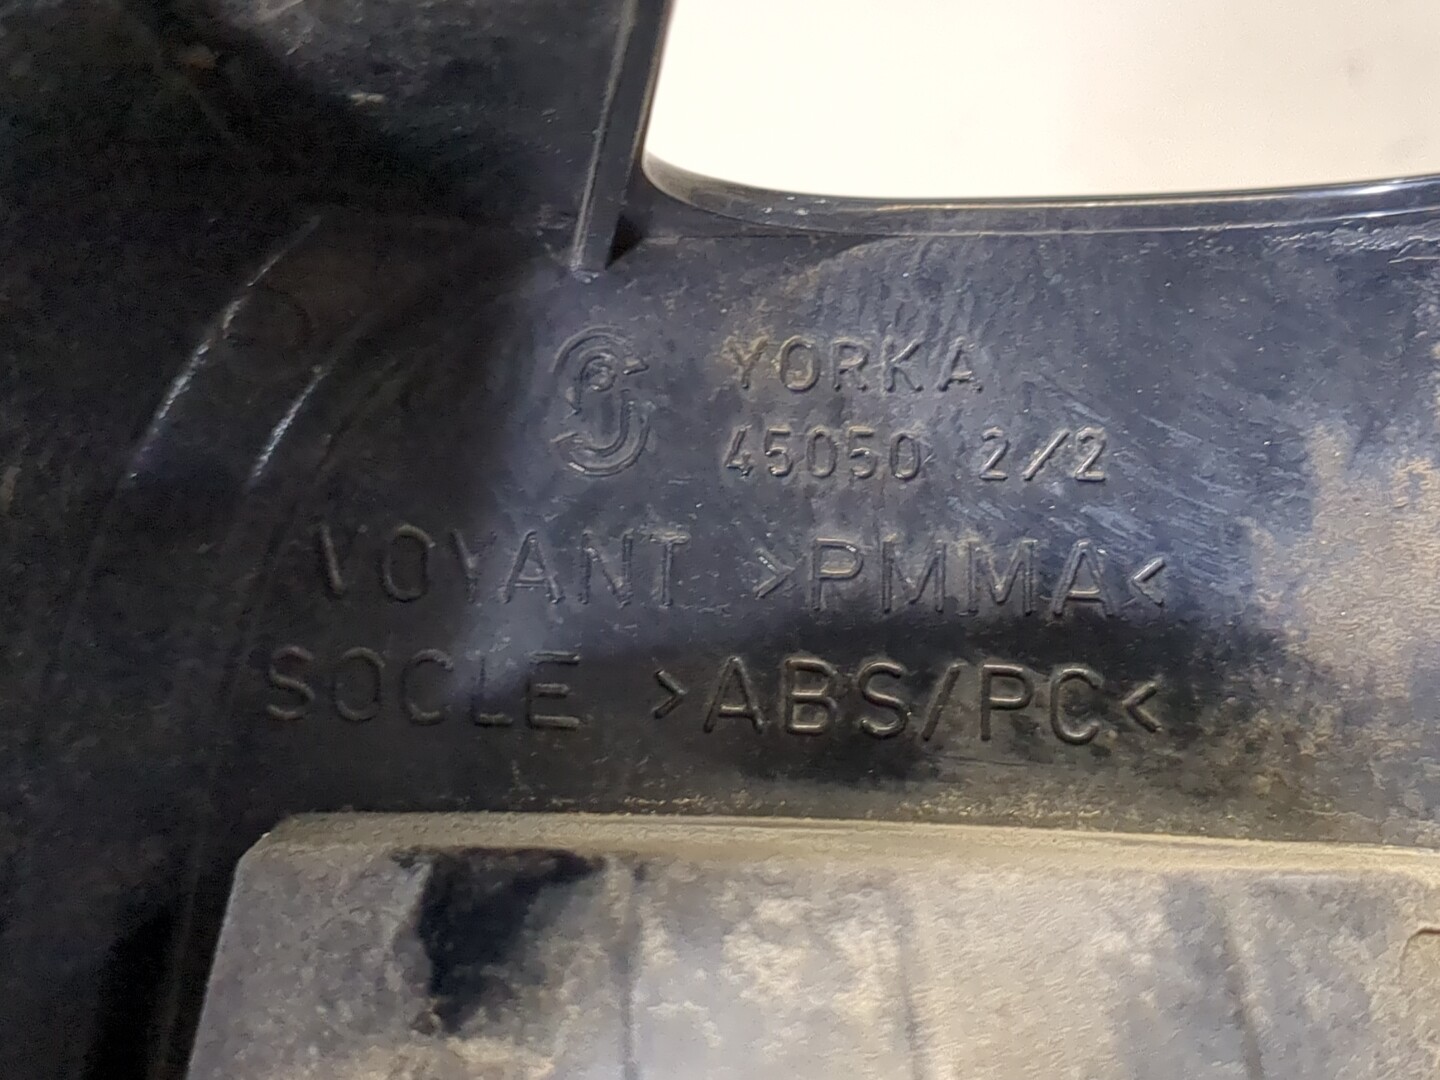 YORKA
45050 2/2
VOYANT >PMMA<
SOCLE >ABS/PC<